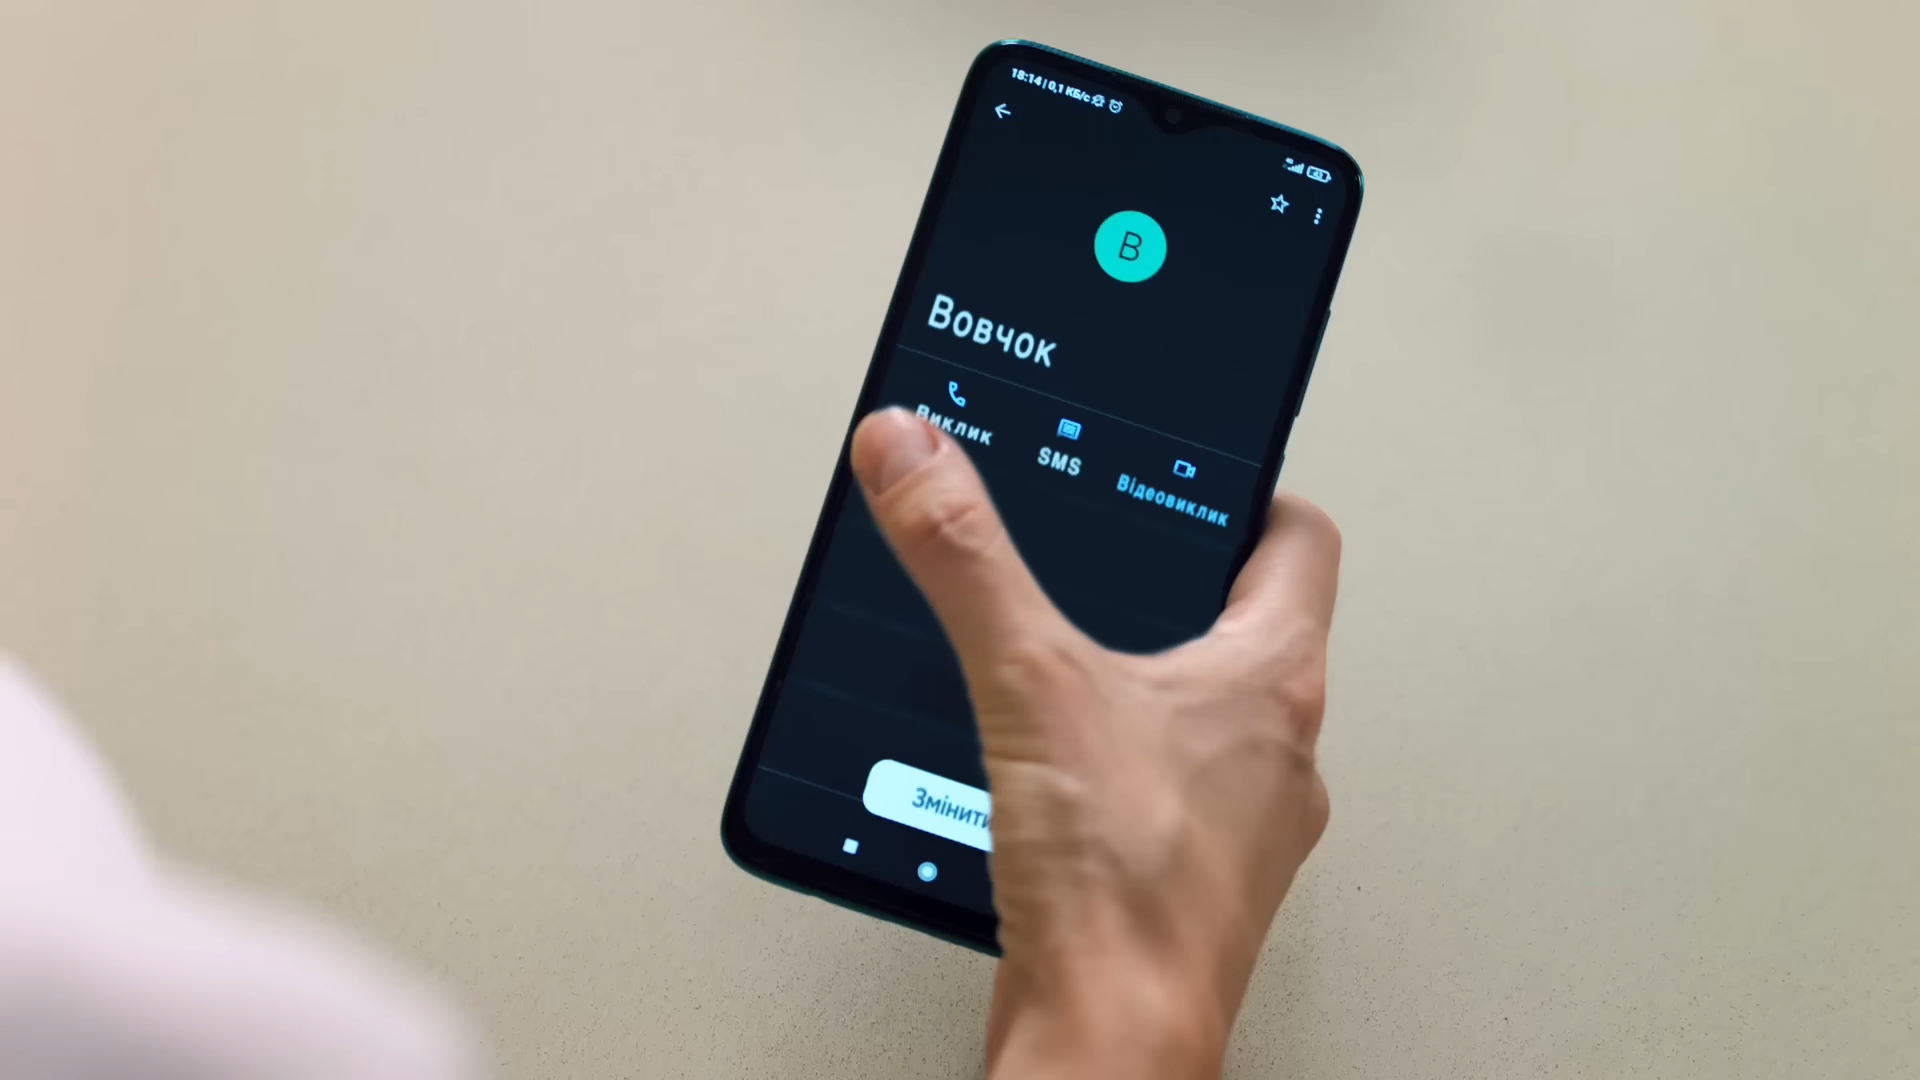 18:14 | 0,1 КБ/с
В
Вовчок
Виклик
SMS
Відеовиклик
Змінити